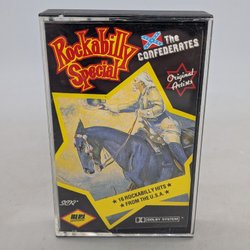 Rockabilly
Special
The
CONFEDERATES
Original
Artists
16 ROCKABILLY HITS
FROM THE U.S.A.
DOLBY SYSTEM